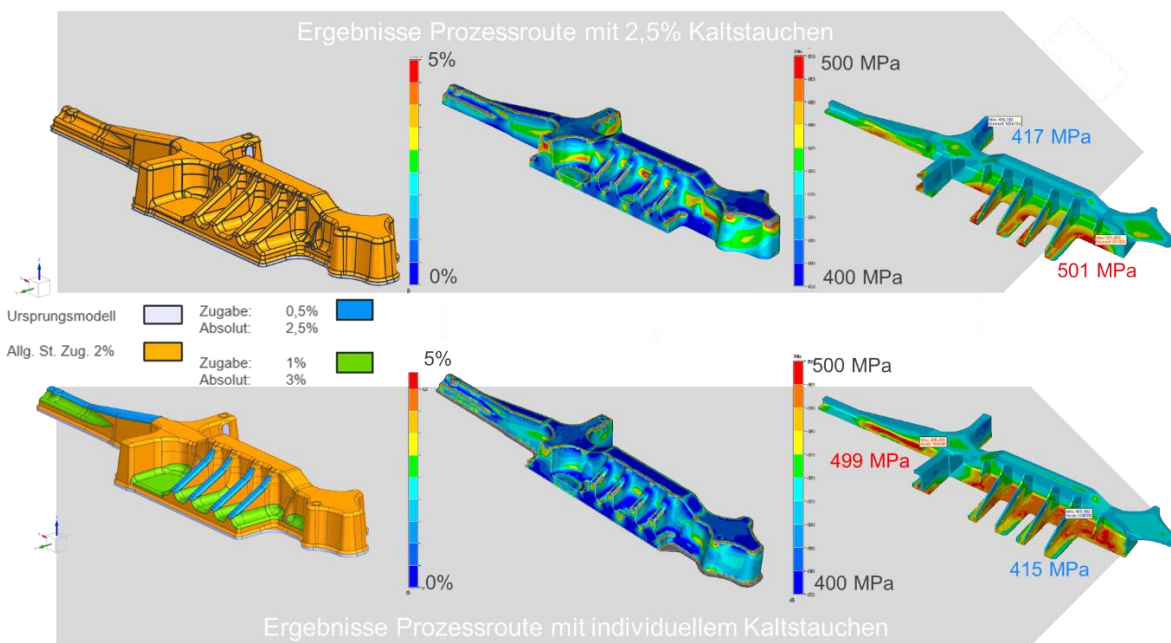 Ergebnisse Prozessroute mit 2,5% Kaltstauchen
5%
0%
500 MPa
400 MPa
417 MPa
501 MPa
Ursprungsmodell
Allg. St. Zug. 2%
Zugabe: 0,5%
Absolut: 2,5%
Zugabe: 1%
Absolut: 3%
5%
0%
500 MPa
400 MPa
499 MPa
415 MPa
Ergebnisse Prozessroute mit individuellem Kaltstauchen